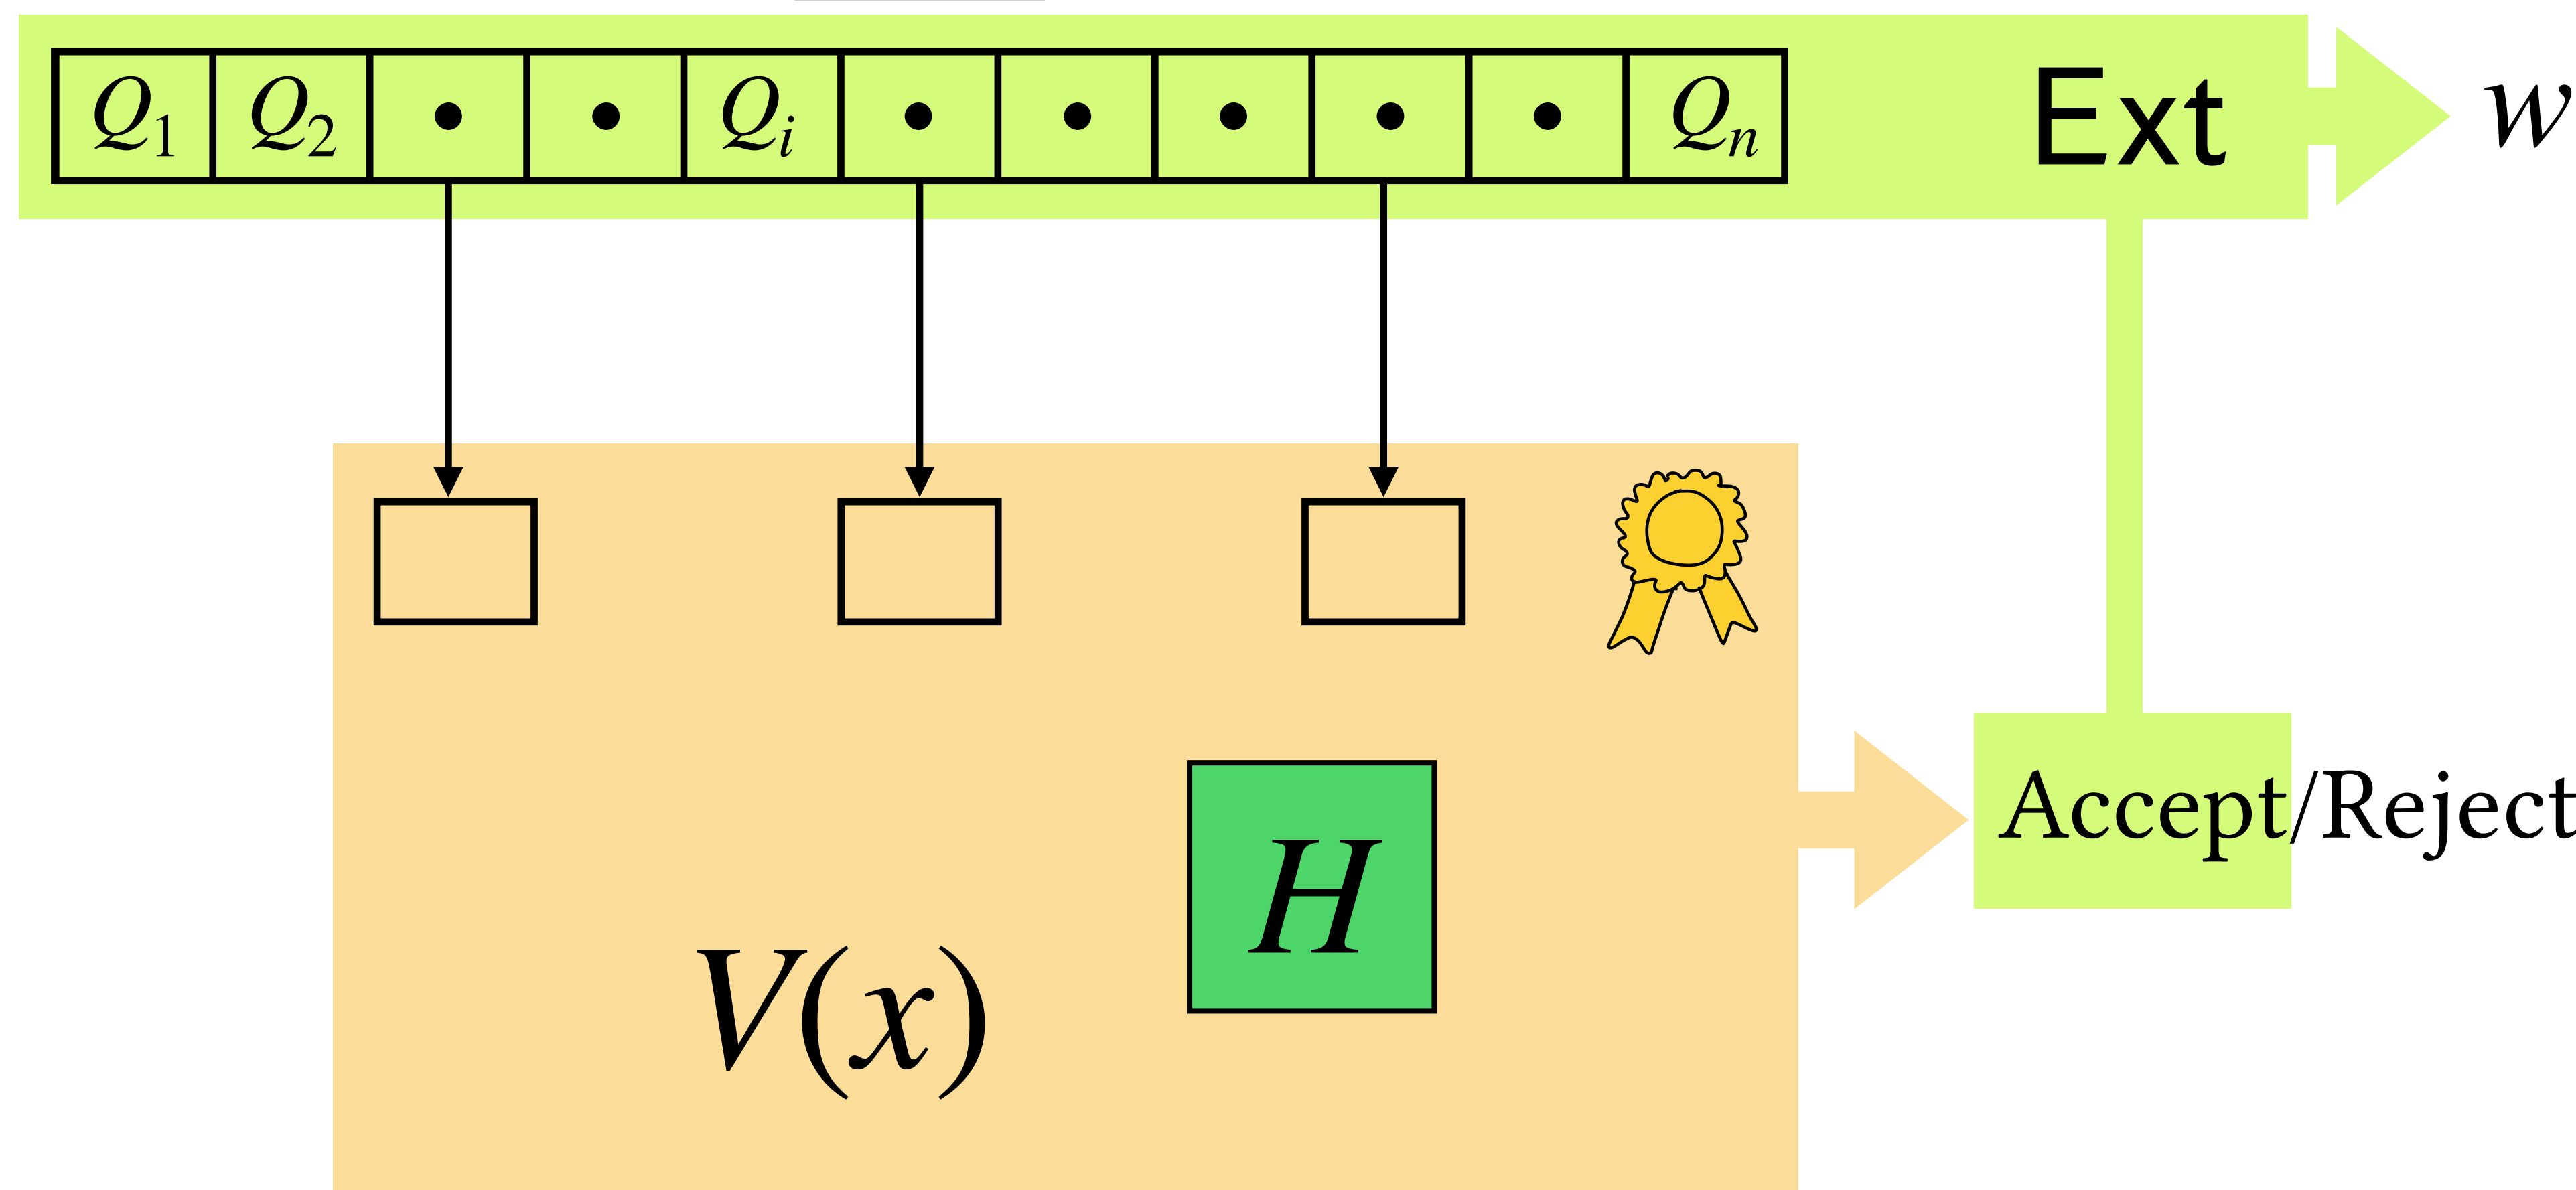 Q₁ Q₂ • • Qᵢ • • • • • Qₙ Ext w
H
Accept/Reject
V(x)